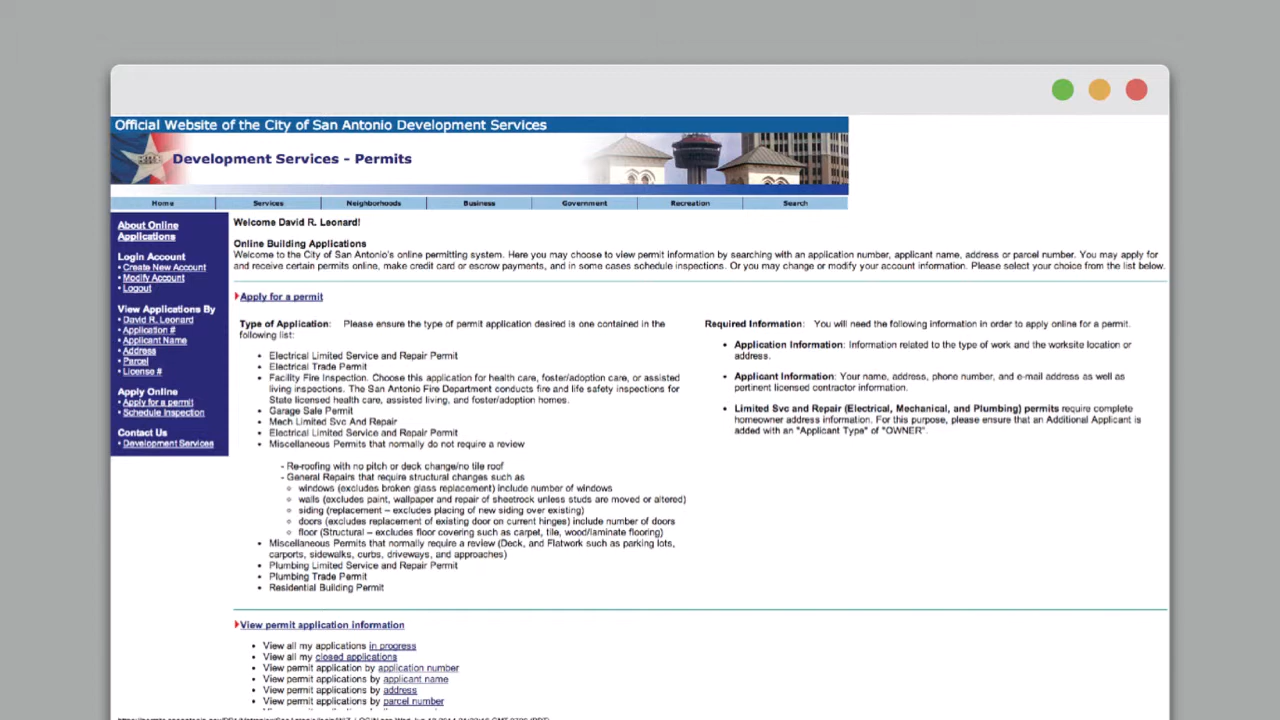 Official Website of the City of San Antonio Development Services
Development Services - Permits
Home Services Neighborhoods Business Government Recreation Search
About Online
Applications
Login Account
• Create New Account
• Modify Account
• Logout
View Applications By
• David R. Leonard
• Application #
• Applicant Name
• Address
• Parcel
• License #
Apply Online
• Apply for a permit
• Schedule Inspection
Contact Us
• Development Services
Welcome David R. Leonard!
Online Building Applications
Welcome to the City of San Antonio's online permitting system. Here you may choose to view permit information by searching with an application number, applicant name, address or parcel number. You may apply for
and receive certain permits online, make credit card or escrow payments, and in some cases schedule inspections. Or you may change or modify your account information. Please select your choice from the list below.
Apply for a permit
Type of Application: Please ensure the type of permit application desired is one contained in the
following list:
• Electrical Limited Service and Repair Permit
• Electrical Trade Permit
• Facility Fire Inspection. Choose this application for health care, foster/adoption care, or assisted
living inspections. The San Antonio Fire Department conducts fire and life safety inspections for
State licensed health care, assisted living, and foster/adoption homes.
• Garage Sale Permit
• Mech Limited Svc And Repair
• Electrical Limited Service and Repair Permit
• Miscellaneous Permits that normally do not require a review
- Re-roofing with no pitch or deck change/no tile roof
- General Repairs that require structural changes such as
○ windows (excludes broken glass replacement) include number of windows
○ walls (excludes paint, wallpaper and repair of sheetrock unless studs are moved or altered)
○ siding (replacement – excludes placing of new siding over existing)
○ doors (excludes replacement of existing door on current hinges) include number of doors
○ floor (Structural – excludes floor covering such as carpet, tile, wood/laminate flooring)
• Miscellaneous Permits that normally require a review (Deck, and Flatwork such as parking lots,
carports, sidewalks, curbs, driveways, and approaches)
• Plumbing Limited Service and Repair Permit
• Plumbing Trade Permit
• Residential Building Permit
Required Information: You will need the following information in order to apply online for a permit.
• Application Information: Information related to the type of work and the worksite location or
address.
• Applicant Information: Your name, address, phone number, and e-mail address as well as
pertinent licensed contractor information.
• Limited Svc and Repair (Electrical, Mechanical, and Plumbing) permits require complete
homeowner address information. For this purpose, please ensure that an Additional Applicant is
added with an "Applicant Type" of "OWNER".
View permit application information
• View all my applications in progress
• View all my closed applications
• View permit application by application number
• View permit applications by applicant name
• View permit applications by address
• View permit applications by parcel number